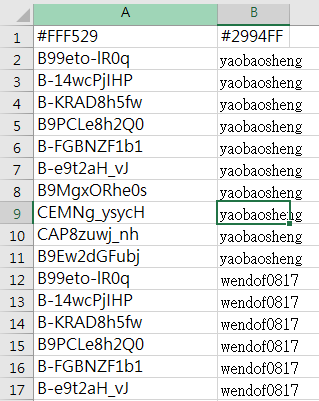 A B
1 #FFF529 #2994FF
2 B99eto-lR0q yaobaosheng
3 B-14wcPjIHP yaobaosheng
4 B-KRAD8h5fw yaobaosheng
5 B9PCLe8h2Q0 yaobaosheng
6 B-FGBNZF1b1 yaobaosheng
7 B-e9t2aH_vJ yaobaosheng
8 B9MgxORhe0s yaobaosheng
9 CEMNg_ysycH yaobaosheng
10 CAP8zuwj_nh yaobaosheng
11 B9Ew2dGFubj yaobaosheng
12 B99eto-lR0q wendof0817
13 B-14wcPjIHP wendof0817
14 B-KRAD8h5fw wendof0817
15 B9PCLe8h2Q0 wendof0817
16 B-FGBNZF1b1 wendof0817
17 B-e9t2aH_vJ wendof0817